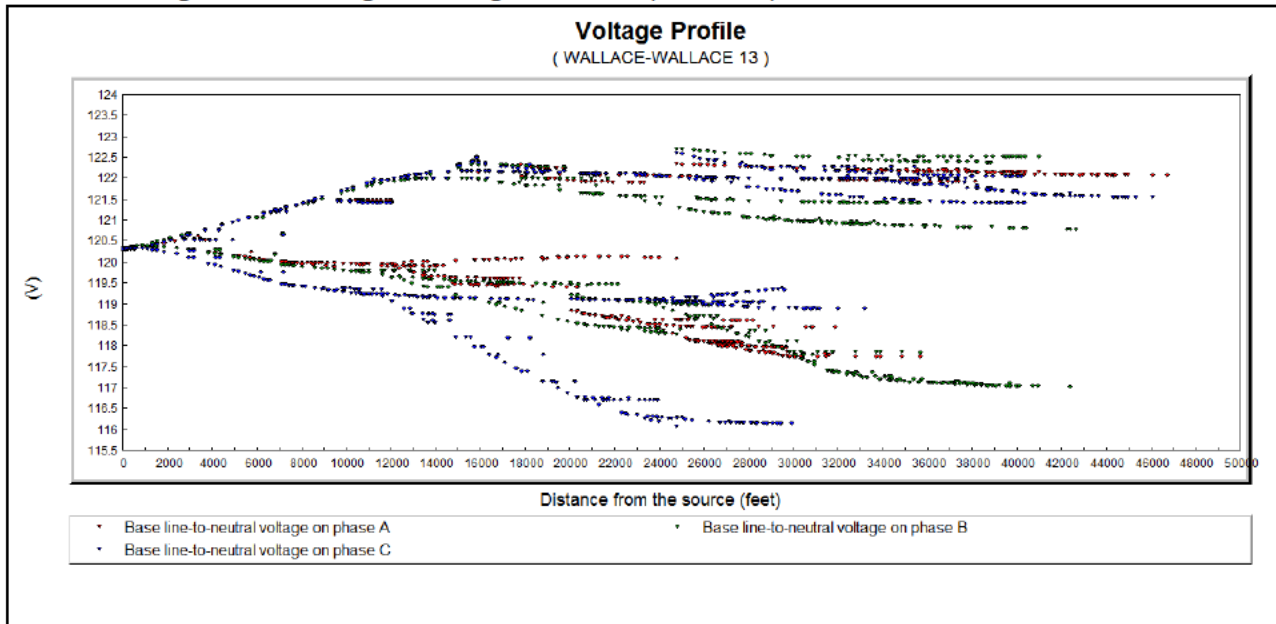 Voltage Profile
( WALLACE-WALLACE 13 )
124
123.5
123
122.5
122
121.5
121
120.5
120
119.5
119
118.5
118
117.5
117
116.5
116
115.5
(V)
0 2000 4000 6000 8000 10000 12000 14000 16000 18000 20000 22000 24000 26000 28000 30000 32000 34000 36000 38000 40000 42000 44000 46000 48000 50000
Distance from the source (feet)
Base line-to-neutral voltage on phase A
Base line-to-neutral voltage on phase B
Base line-to-neutral voltage on phase C